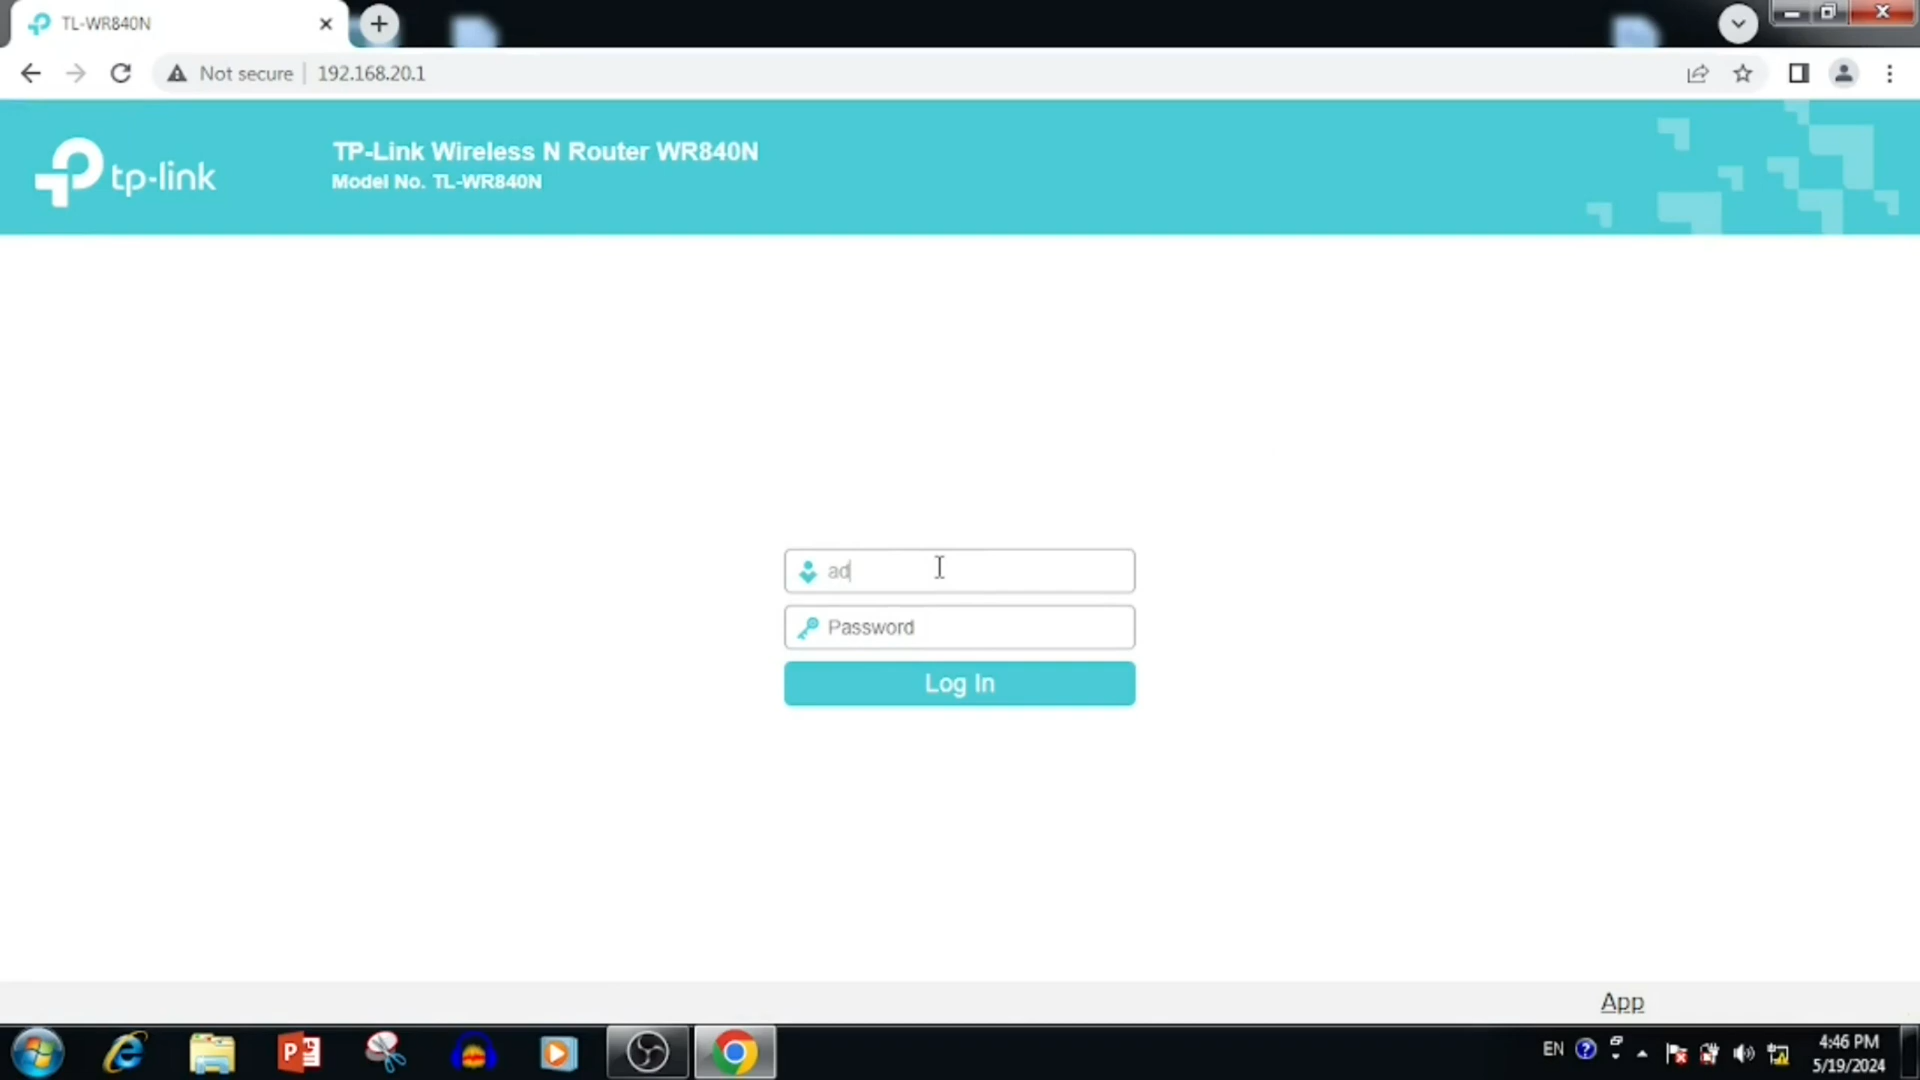 TL-WR840N
Not secure
192.168.20.1
tp-link
TP-Link Wireless N Router WR840N
Model No. TL-WR840N
ad
Password
Log In
App
EN
4:46 PM
5/19/2024